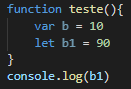 function teste(){
    var b = 10
    let b1 = 90
}
console.log(b1)